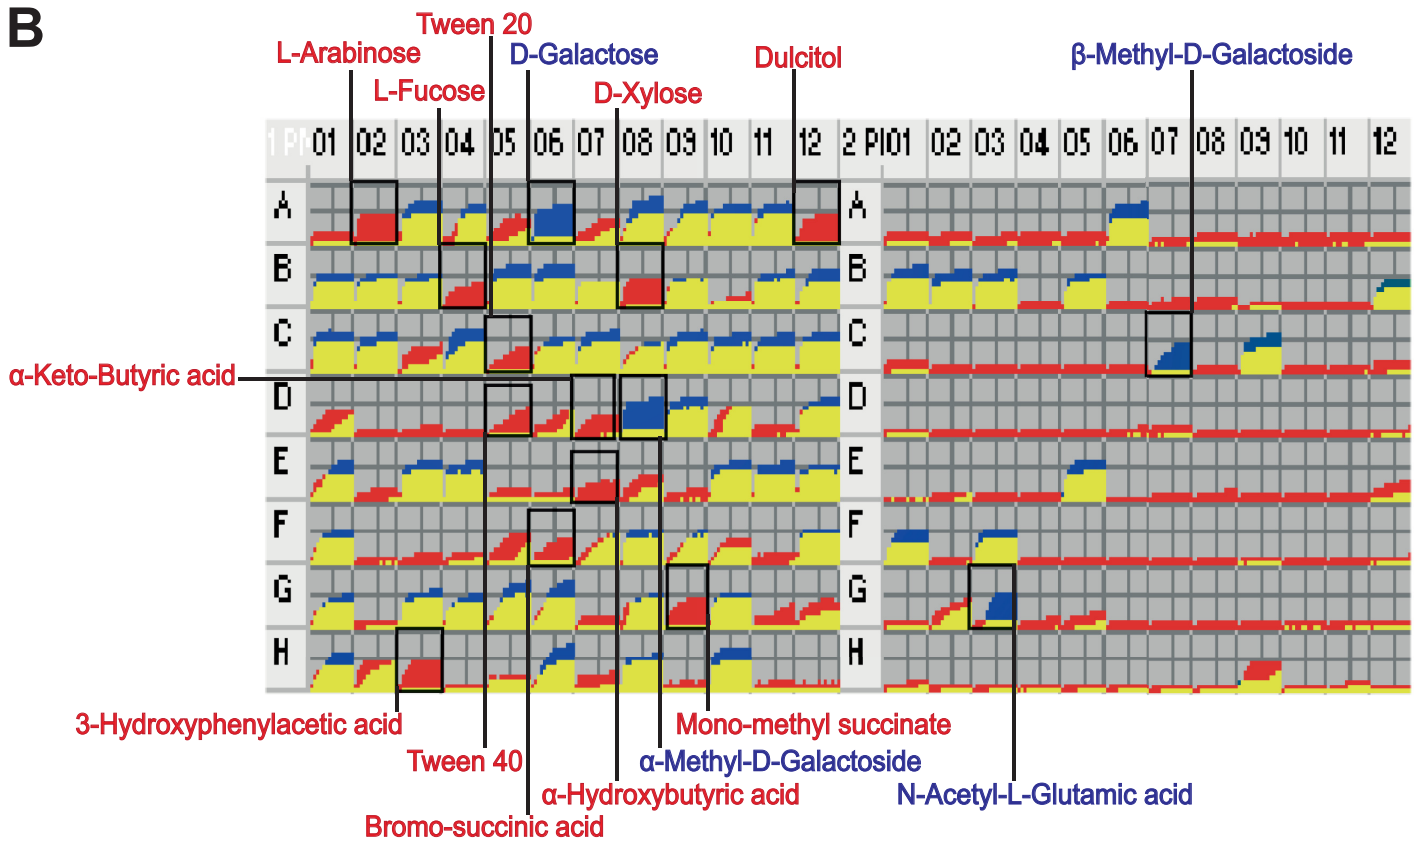 B
Tween 20
L-Arabinose
D-Galactose
Dulcitol
β-Methyl-D-Galactoside
L-Fucose
D-Xylose
1 PM 01 02 03 04 05 06 07 08 09 10 11 12 2 P 01 02 03 04 05 06 07 08 09 10 11 12
A A
B B
C C
α-Keto-Butyric acid
D D
E E
F F
G G
H H
3-Hydroxyphenylacetic acid
Mono-methyl succinate
Tween 40
α-Methyl-D-Galactoside
α-Hydroxybutyric acid
N-Acetyl-L-Glutamic acid
Bromo-succinic acid